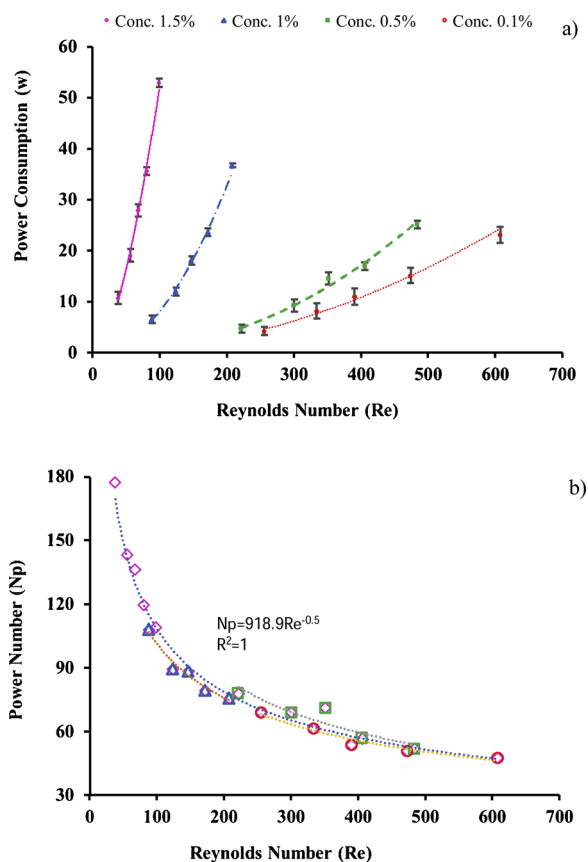 Conc. 1.5% Conc. 1% Conc. 0.5% Conc. 0.1%
a)
60
50
40
30
20
10
0
Power Consumption (w)
0 100 200 300 400 500 600 700
Reynolds Number (Re)
b)
180
150
120
90
60
30
Power Number (Np)
Np=918.9Re-0.5
R2=1
0 100 200 300 400 500 600 700
Reynolds Number (Re)